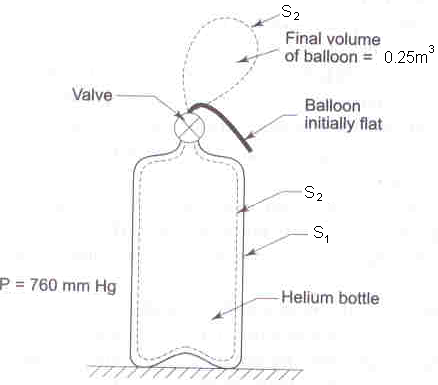 S₂
Final volume
of balloon = 0.25m³
Valve
Balloon
initially flat
S₂
S₁
P = 760 mm Hg
Helium bottle